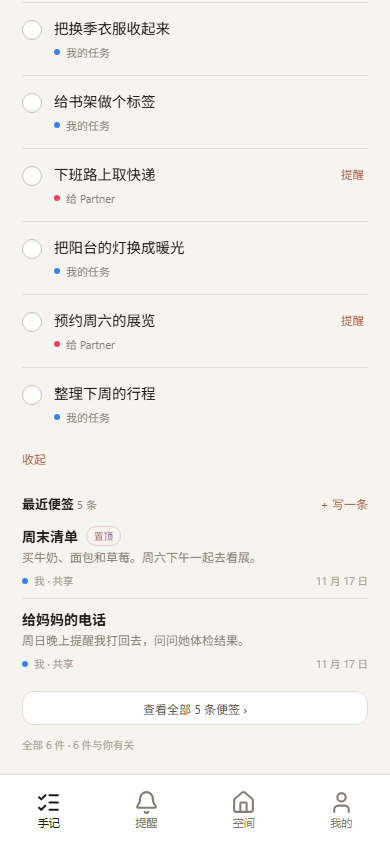 把换季衣服收起来
我的任务
给书架做个标签
我的任务
下班路上取快递 提醒
给 Partner
把阳台的灯换成暖光
我的任务
预约周六的展览 提醒
给 Partner
整理下周的行程
我的任务
收起
最近便签 5 条 + 写一条
周末清单 置顶
买牛奶、面包和草莓。周六下午一起去看展。
我 · 共享 11 月 17 日
给妈妈的电话
周日晚上提醒我打回去，问问她体检结果。
我 · 共享 11 月 17 日
查看全部 5 条便签 ›
全部 6 件 · 6 件与你有关
手记 提醒 空间 我的